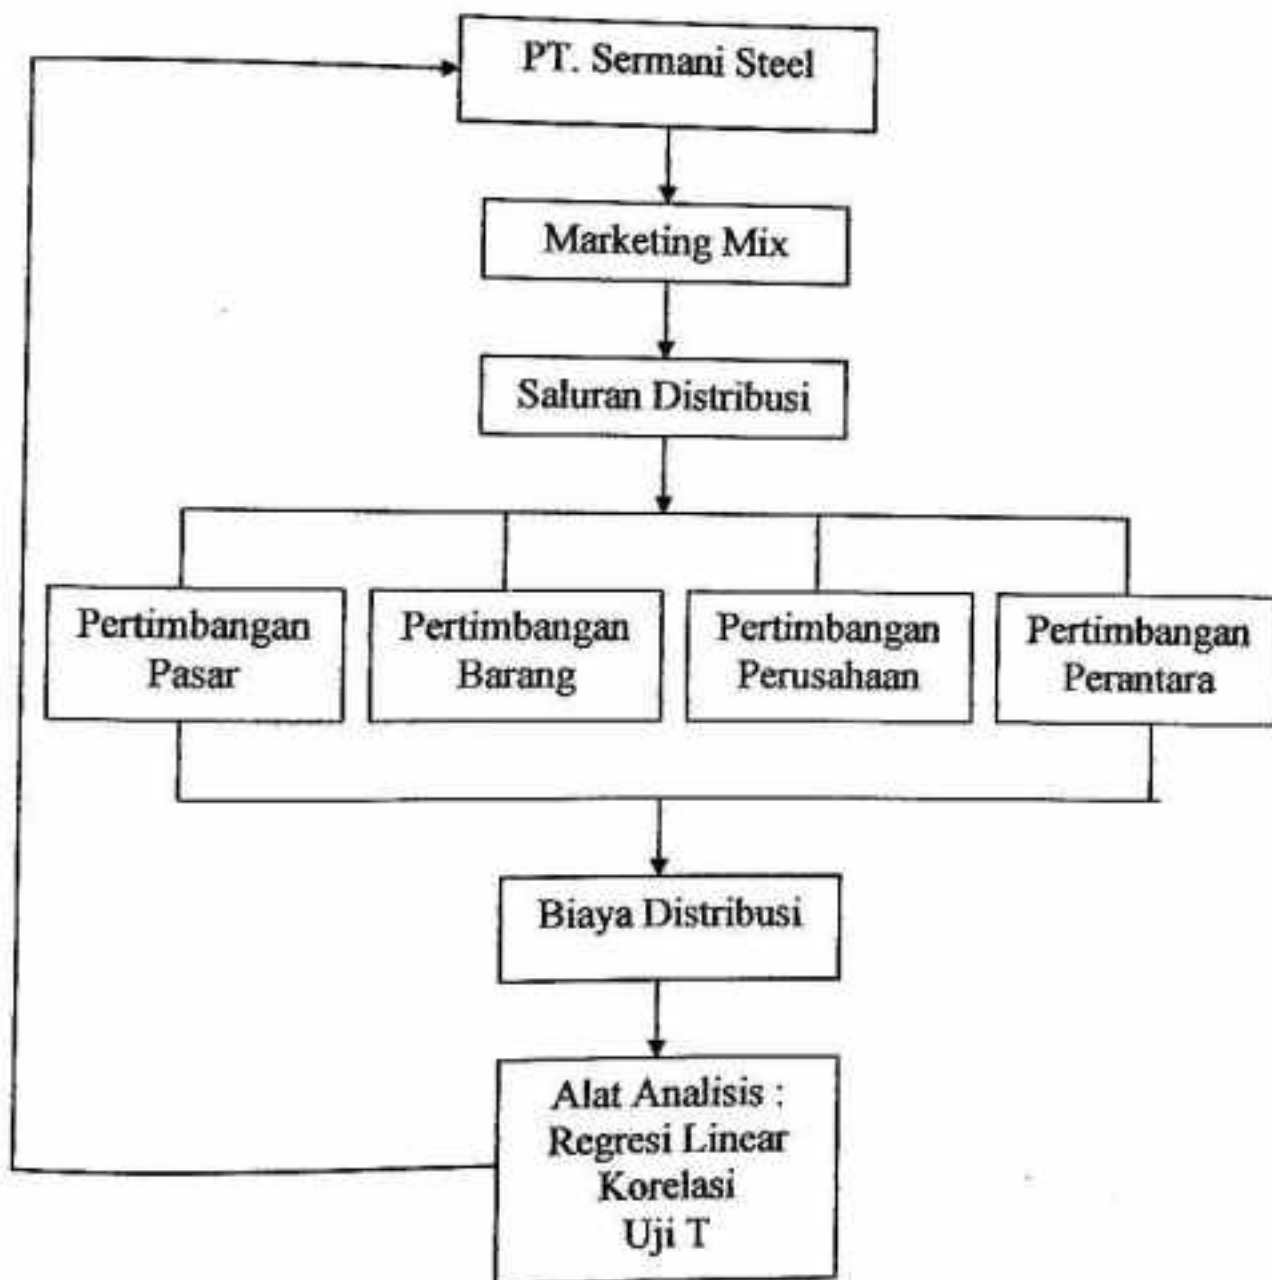 PT. Sermani Steel
Marketing Mix
Saluran Distribusi
Pertimbangan
Pasar
Pertimbangan
Barang
Pertimbangan
Perusahaan
Pertimbangan
Perantara
Biaya Distribusi
Alat Analisis :
Regresi Linear
Korelasi
Uji T